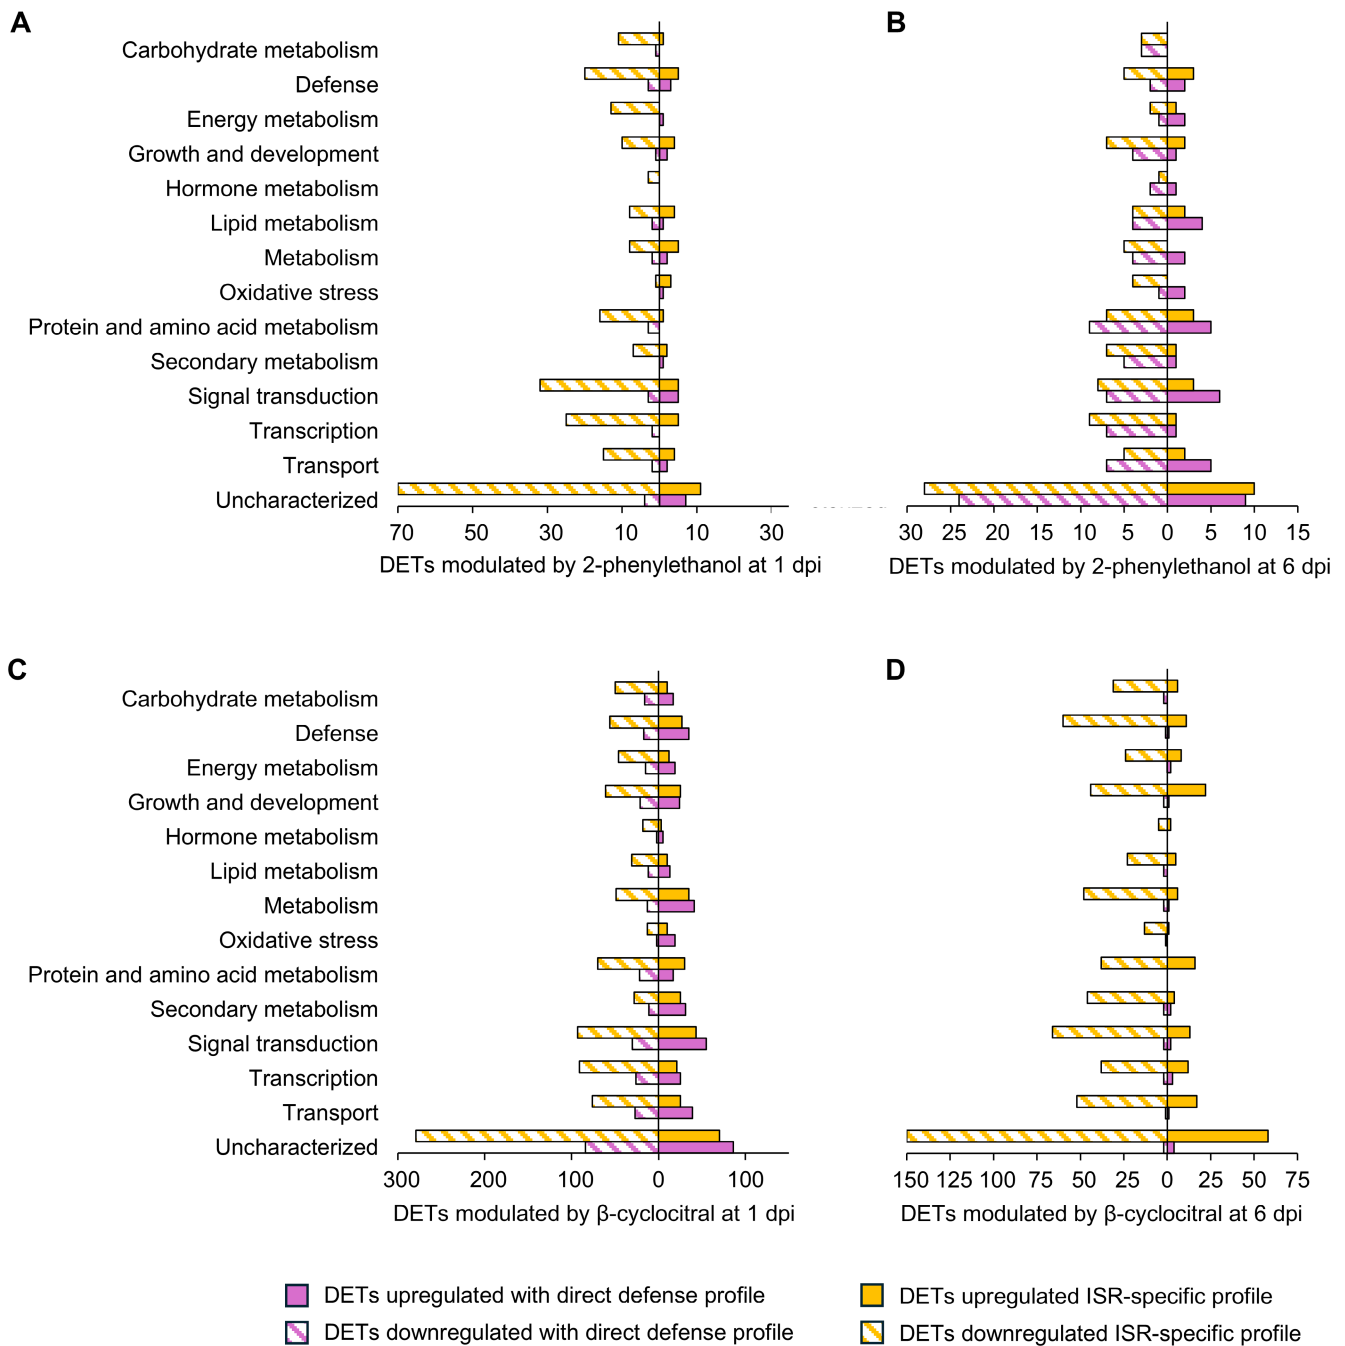 A
B
Carbohydrate metabolism
Defense
Energy metabolism
Growth and development
Hormone metabolism
Lipid metabolism
Metabolism
Oxidative stress
Protein and amino acid metabolism
Secondary metabolism
Signal transduction
Transcription
Transport
Uncharacterized
70 50 30 10 10 30
30 25 20 15 10 5 0 5 10 15
DETs modulated by 2-phenylethanol at 1 dpi
DETs modulated by 2-phenylethanol at 6 dpi
C
D
Carbohydrate metabolism
Defense
Energy metabolism
Growth and development
Hormone metabolism
Lipid metabolism
Metabolism
Oxidative stress
Protein and amino acid metabolism
Secondary metabolism
Signal transduction
Transcription
Transport
Uncharacterized
300 200 100 0 100
150 125 100 75 50 25 0 25 50 75
DETs modulated by β-cyclocitral at 1 dpi
DETs modulated by β-cyclocitral at 6 dpi
DETs upregulated with direct defense profile
DETs upregulated ISR-specific profile
DETs downregulated with direct defense profile
DETs downregulated ISR-specific profile